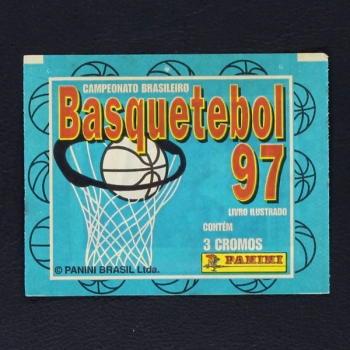 CAMPEONATO BRASILEIRO
Basquetebol
97
LIVRO ILUSTRADO
CONTÉM
3 CROMOS
© PANINI BRASIL Ltda.
PANINI